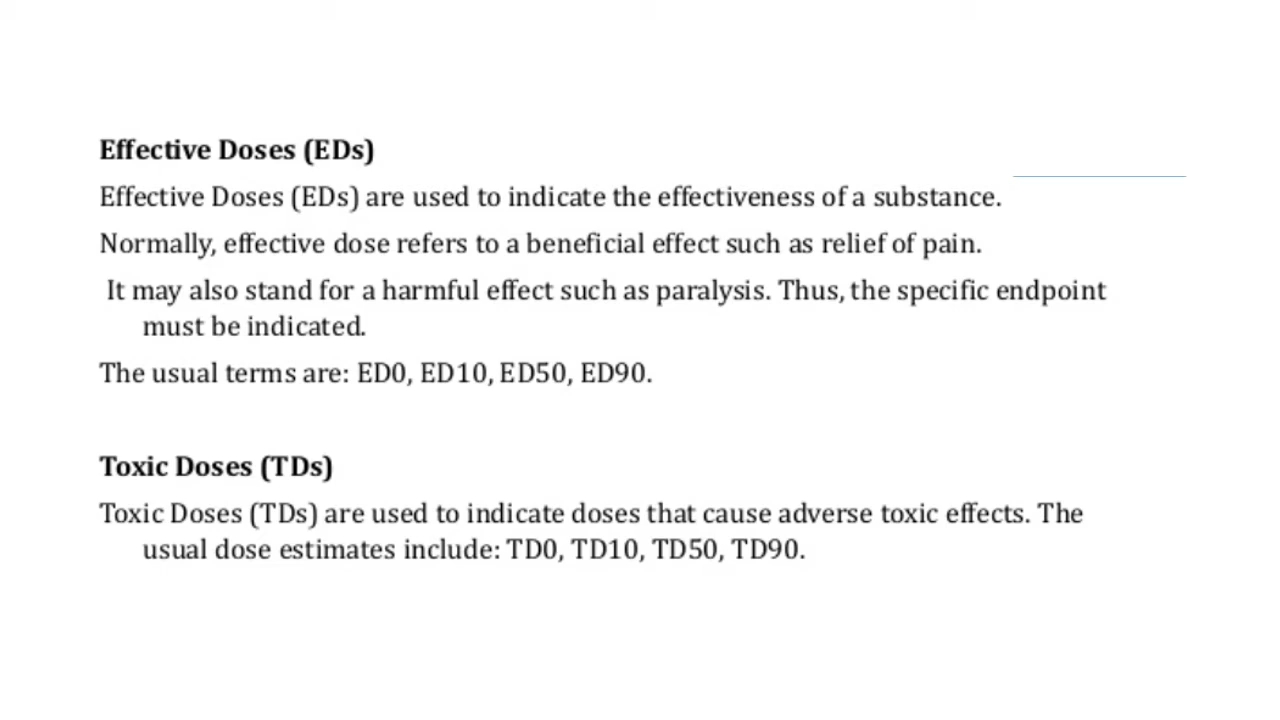 Effective Doses (EDs)
Effective Doses (EDs) are used to indicate the effectiveness of a substance.
Normally, effective dose refers to a beneficial effect such as relief of pain.
It may also stand for a harmful effect such as paralysis. Thus, the specific endpoint
must be indicated.
The usual terms are: ED0, ED10, ED50, ED90.
Toxic Doses (TDs)
Toxic Doses (TDs) are used to indicate doses that cause adverse toxic effects. The
usual dose estimates include: TD0, TD10, TD50, TD90.